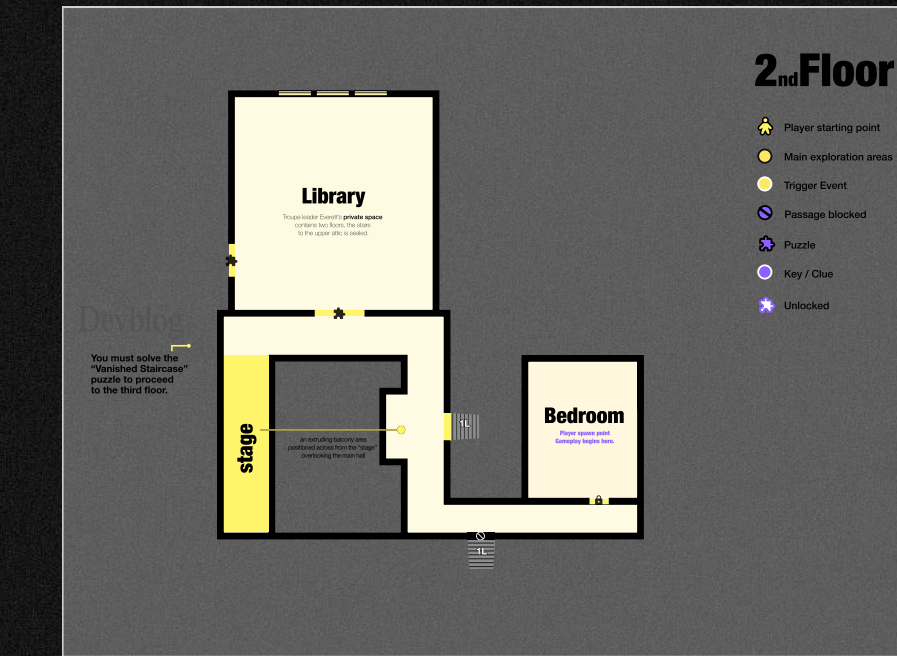 2ndFloor
Player starting point
Main exploration areas
Trigger Event
Passage blocked
Puzzle
Key / Clue
Unlocked
Library
Troupe leader Everett's private space
contains two floors, the stairs
to the upper attic is sealed.
Devblog
You must solve the
“Vanished Staircase”
puzzle to proceed
to the third floor.
stage
an extruding balcony area
positioned across from the “stage”
overlooking the main hall
1L
Bedroom
Player spawn point
Gameplay begins here.
1L